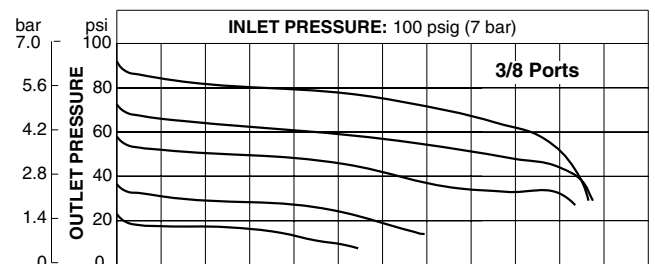 bar psi INLET PRESSURE: 100 psig (7 bar)
7.0 100
3/8 Ports
5.6 80
4.2 60
2.8 40
1.4 20
0 0
OUTLET PRESSURE